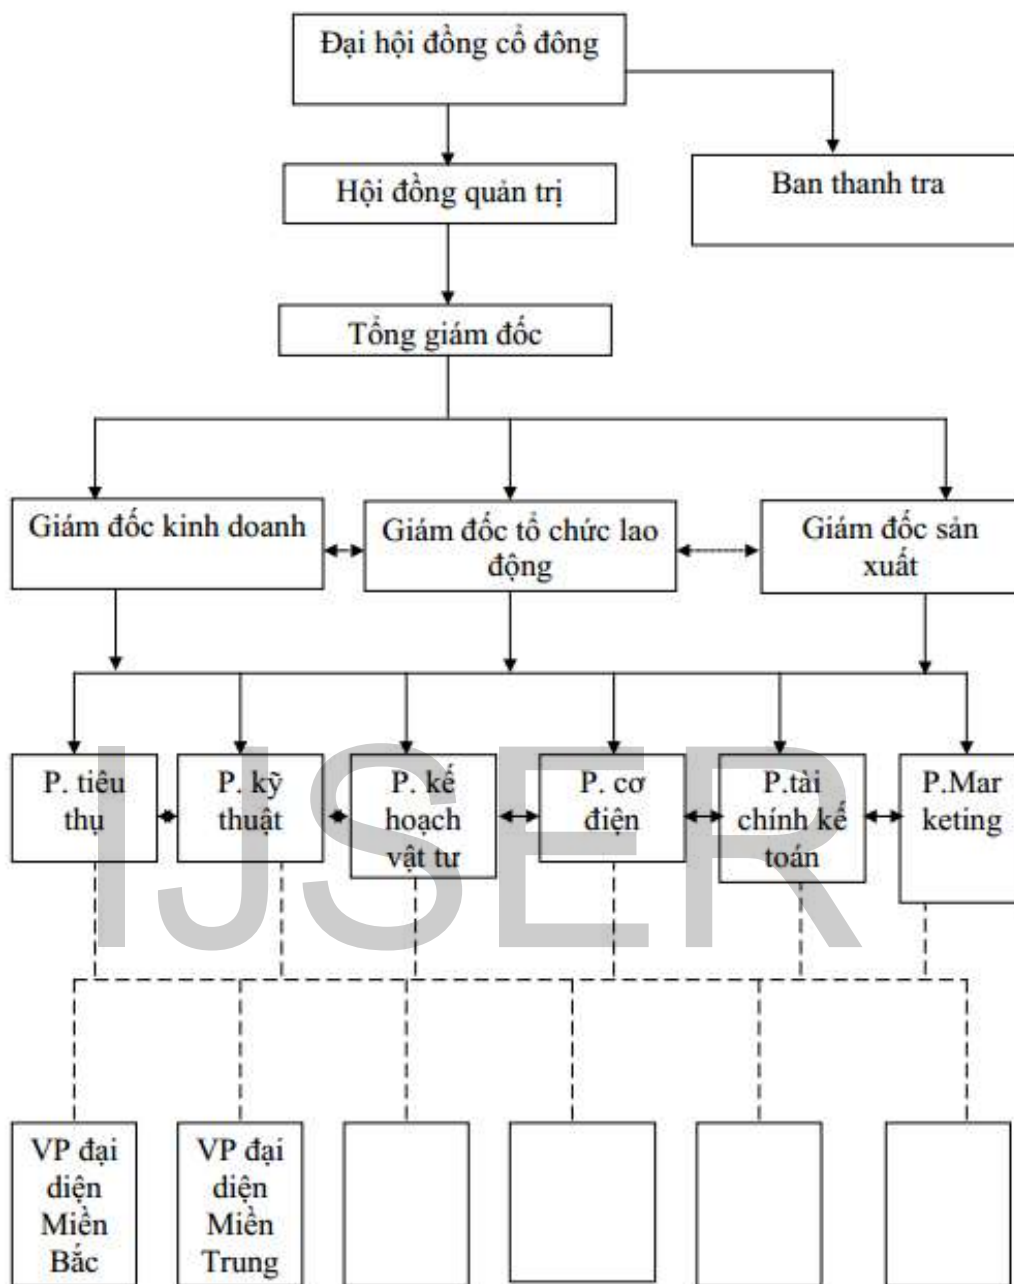 Đại hội đồng cổ đông
Ban thanh tra
Hội đồng quản trị
Tổng giám đốc
Giám đốc kinh doanh
Giám đốc tổ chức lao
động
Giám đốc sản
xuất
P. tiêu
thụ
P. kỹ
thuật
P. kế
hoạch
vật tư
P. cơ
điện
P.tài
chính kế
toán
P.Mar
keting
IJSER
VP đại
diện
Miền
Bắc
VP đại
diện
Miền
Trung